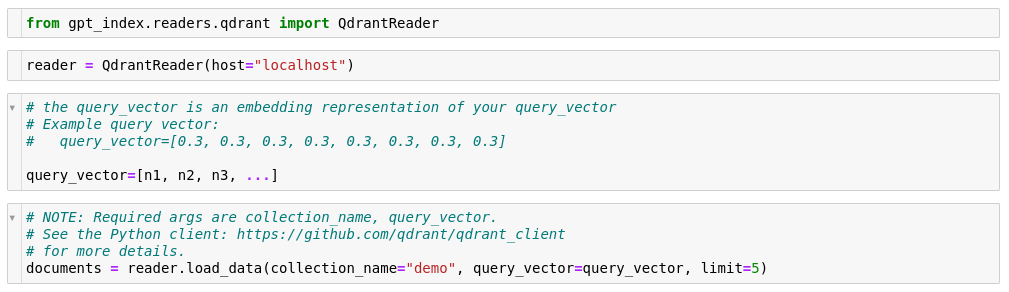 from gpt_index.readers.qdrant import QdrantReader
reader = QdrantReader(host="localhost")
# the query_vector is an embedding representation of your query_vector
# Example query vector:
#   query_vector=[0.3, 0.3, 0.3, 0.3, 0.3, 0.3, 0.3, 0.3]
query_vector=[n1, n2, n3, ...]
# NOTE: Required args are collection_name, query_vector.
# See the Python client: https://github.com/qdrant/qdrant_client
# for more details.
documents = reader.load_data(collection_name="demo", query_vector=query_vector, limit=5)